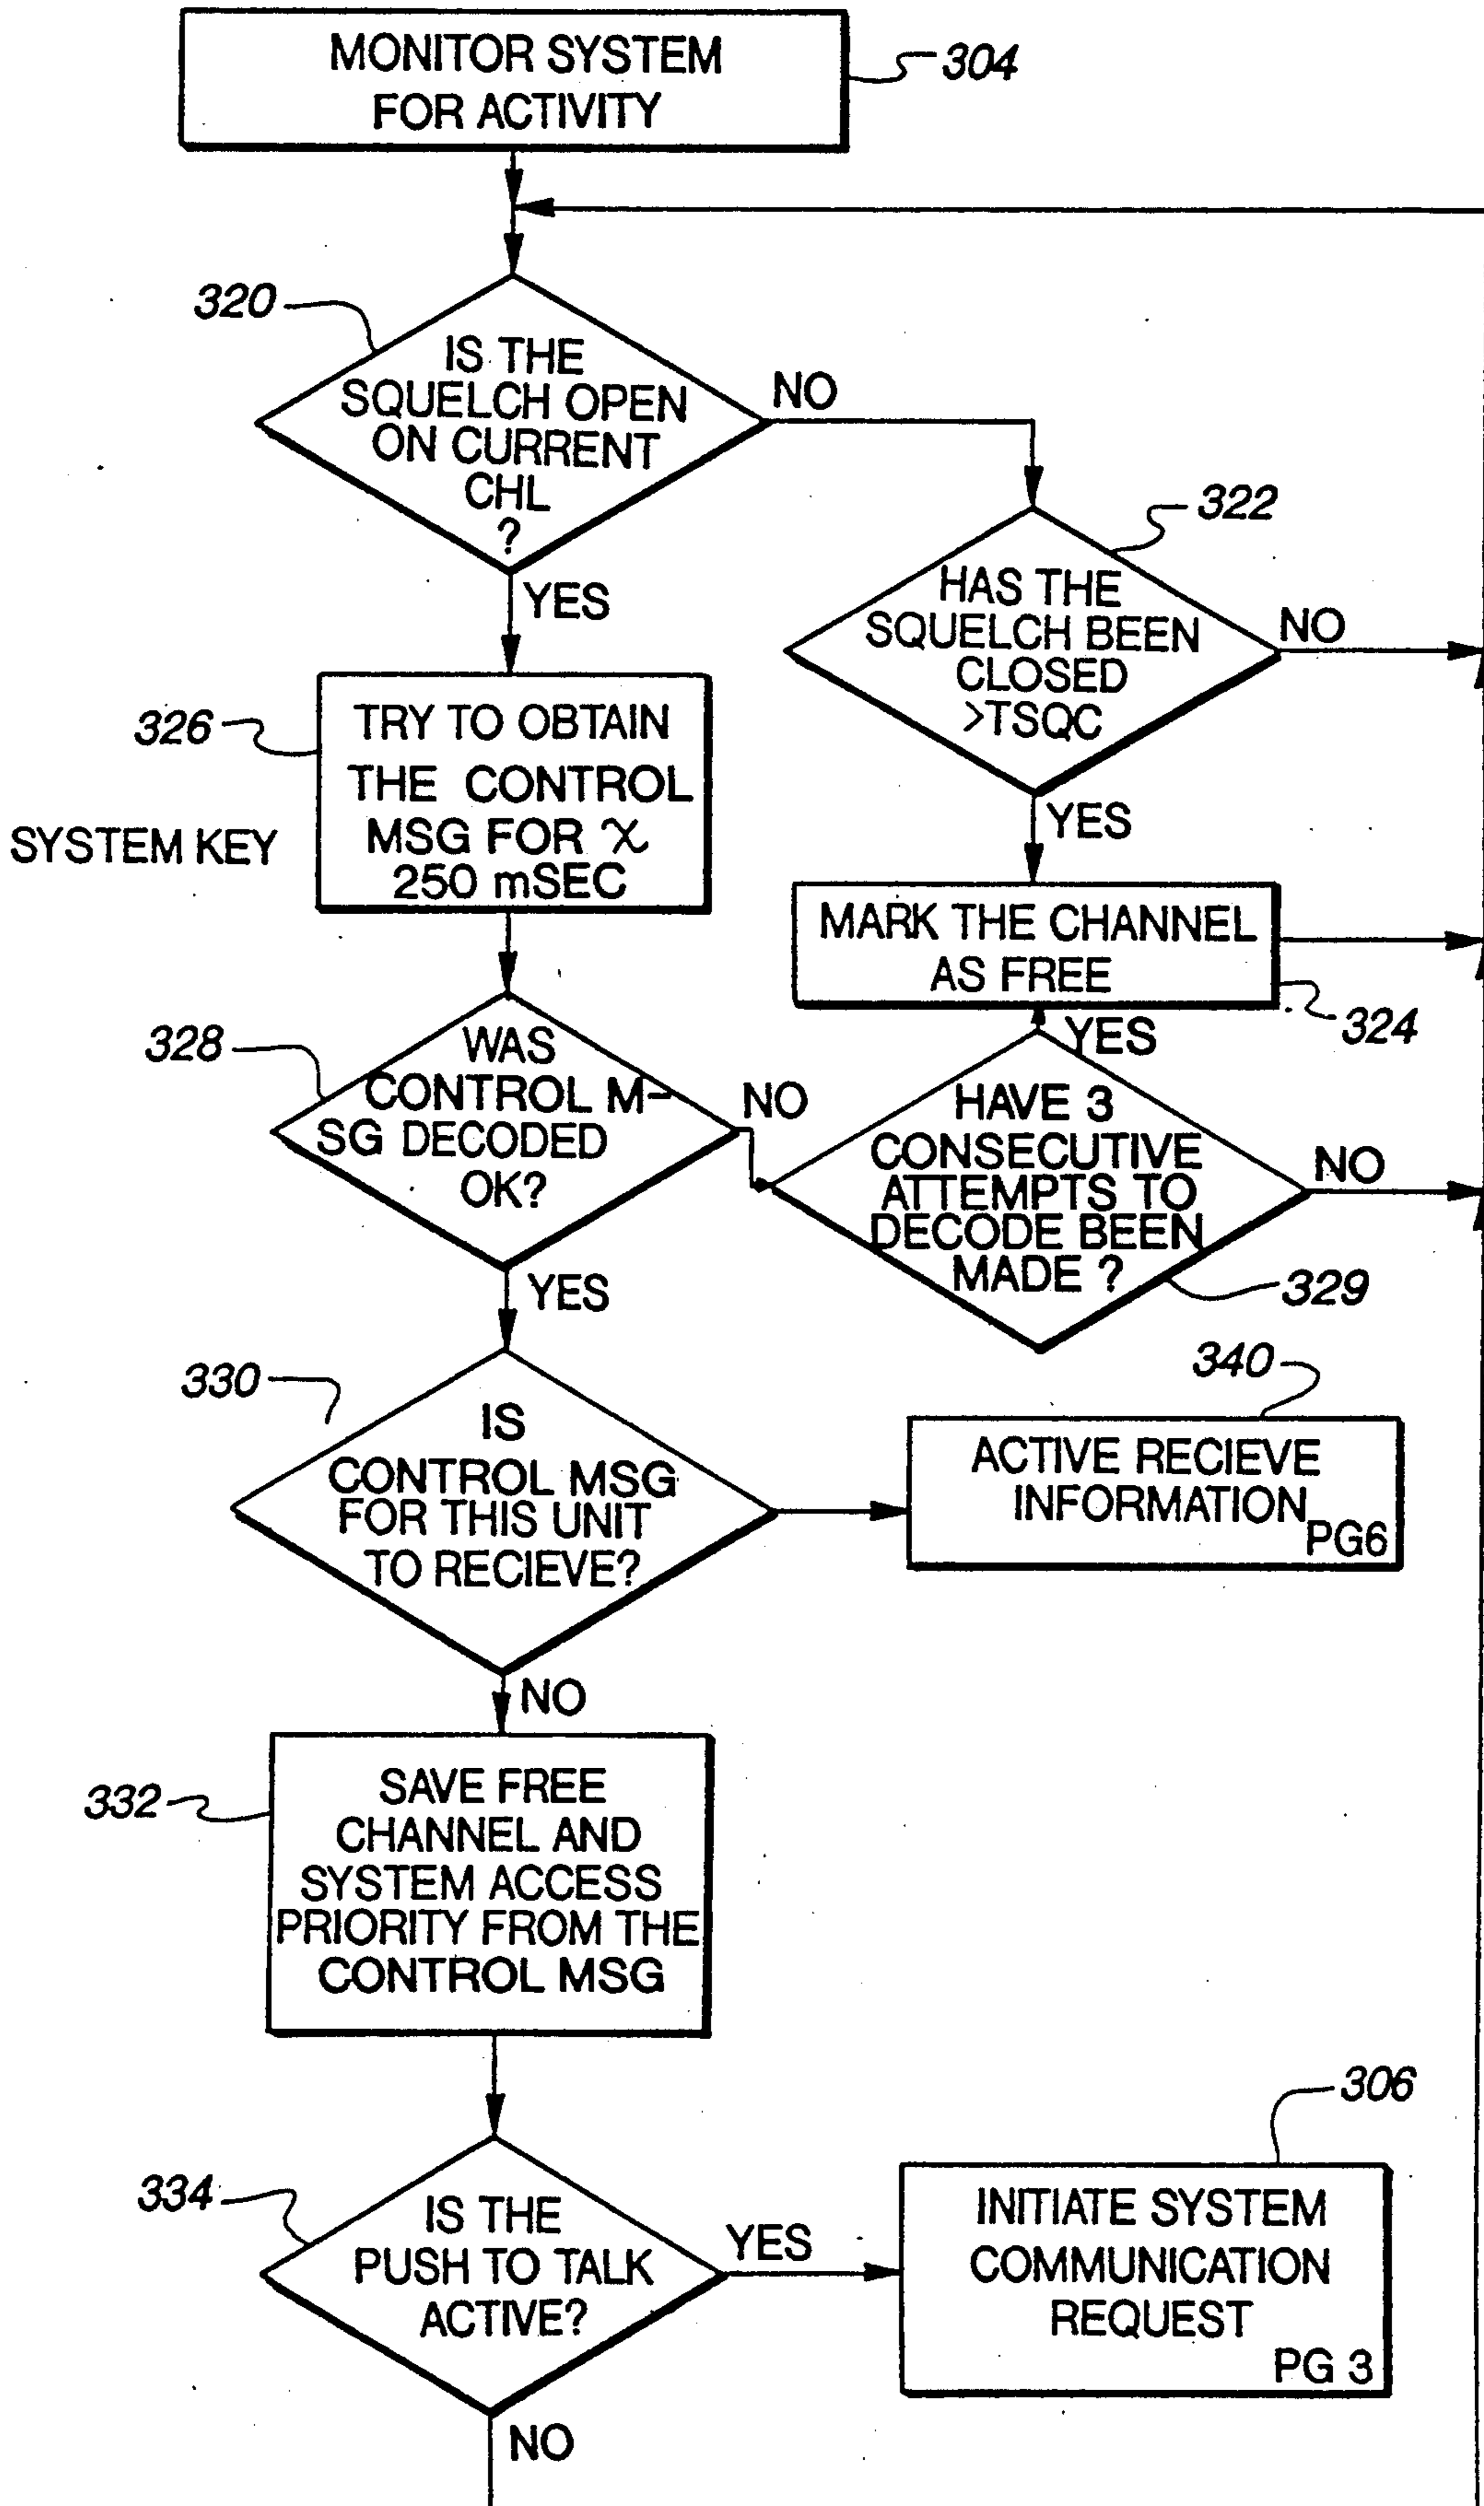 MONITOR SYSTEM
FOR ACTIVITY
304
320
IS THE
SQUELCH OPEN
ON CURRENT
CHL
?
NO
YES
322
HAS THE
SQUELCH BEEN
CLOSED
>TSQC
NO
YES
326
TRY TO OBTAIN
THE CONTROL
MSG FOR X
250 mSEC
SYSTEM KEY
MARK THE CHANNEL
AS FREE
324
328
WAS
CONTROL M-
SG DECODED
OK?
NO
YES
YES
HAVE 3
CONSECUTIVE
ATTEMPTS TO
DECODE BEEN
MADE ?
NO
329
330
IS
CONTROL MSG
FOR THIS UNIT
TO RECIEVE?
NO
340
ACTIVE RECIEVE
INFORMATION
PG6
332
SAVE FREE
CHANNEL AND
SYSTEM ACCESS
PRIORITY FROM THE
CONTROL MSG
334
IS THE
PUSH TO TALK
ACTIVE?
YES
NO
306
INITIATE SYSTEM
COMMUNICATION
REQUEST
PG 3